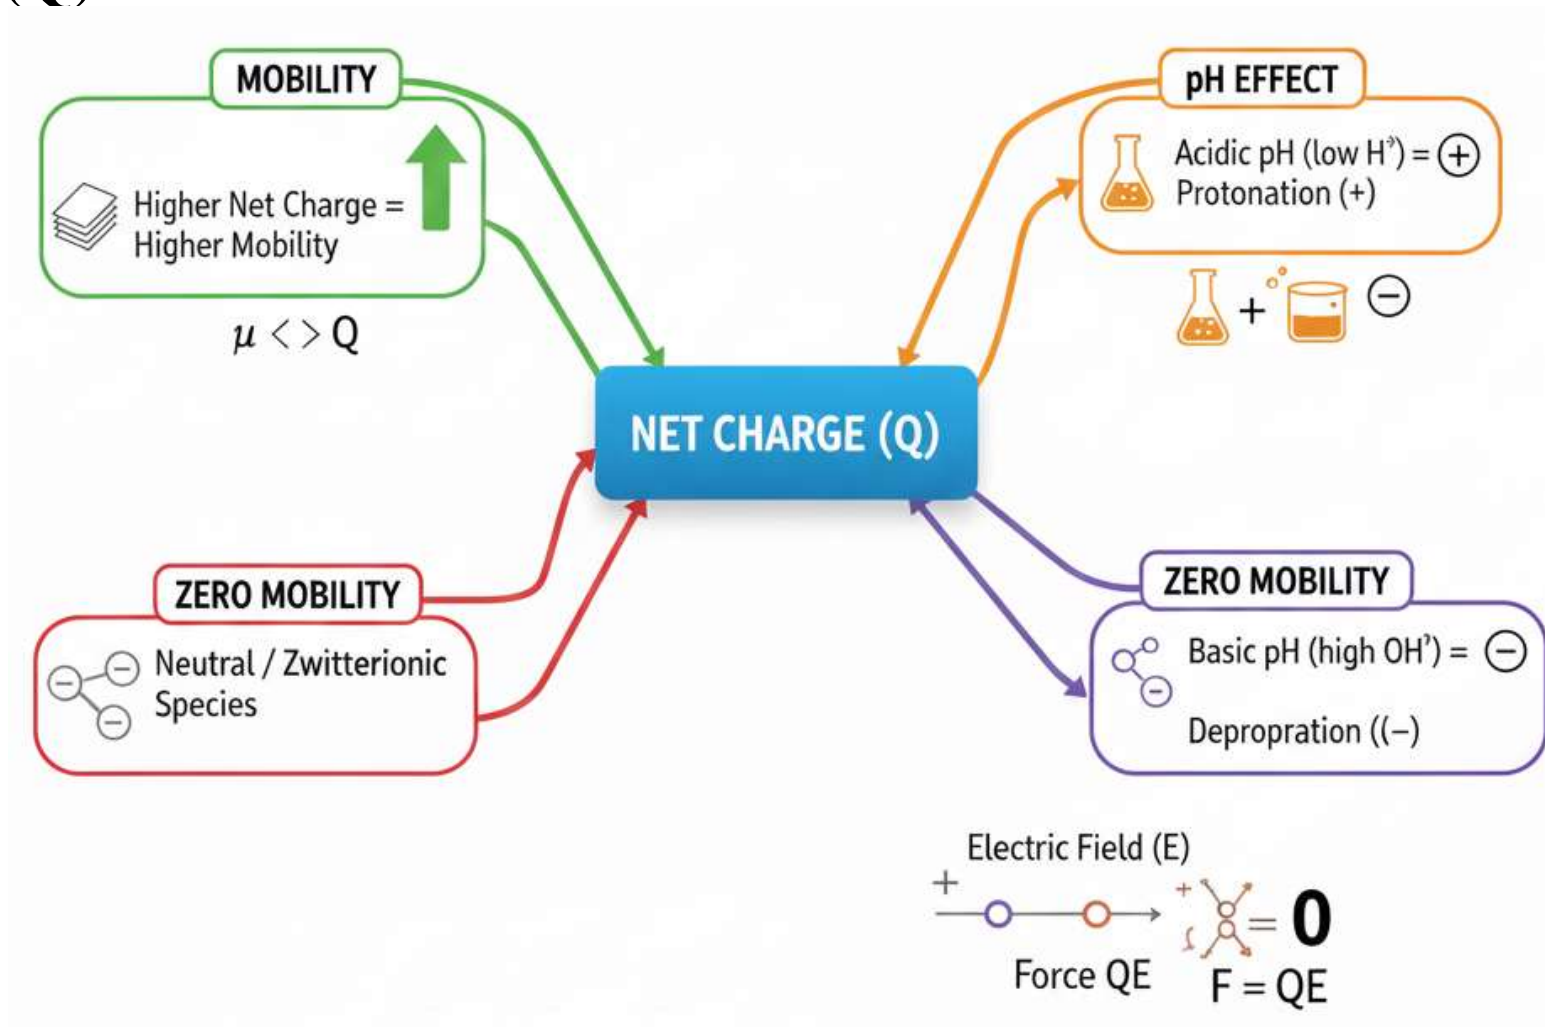 MOBILITY
Higher Net Charge =
Higher Mobility
μ < > Q
pH EFFECT
Acidic pH (low H⁺) = ⊕
Protonation (+)
+ ⊖
NET CHARGE (Q)
ZERO MOBILITY
Neutral / Zwitterionic
Species
ZERO MOBILITY
Basic pH (high OH') = ⊖
Depropration ((−)
Electric Field (E)
+
Force QE
= 0
F = QE